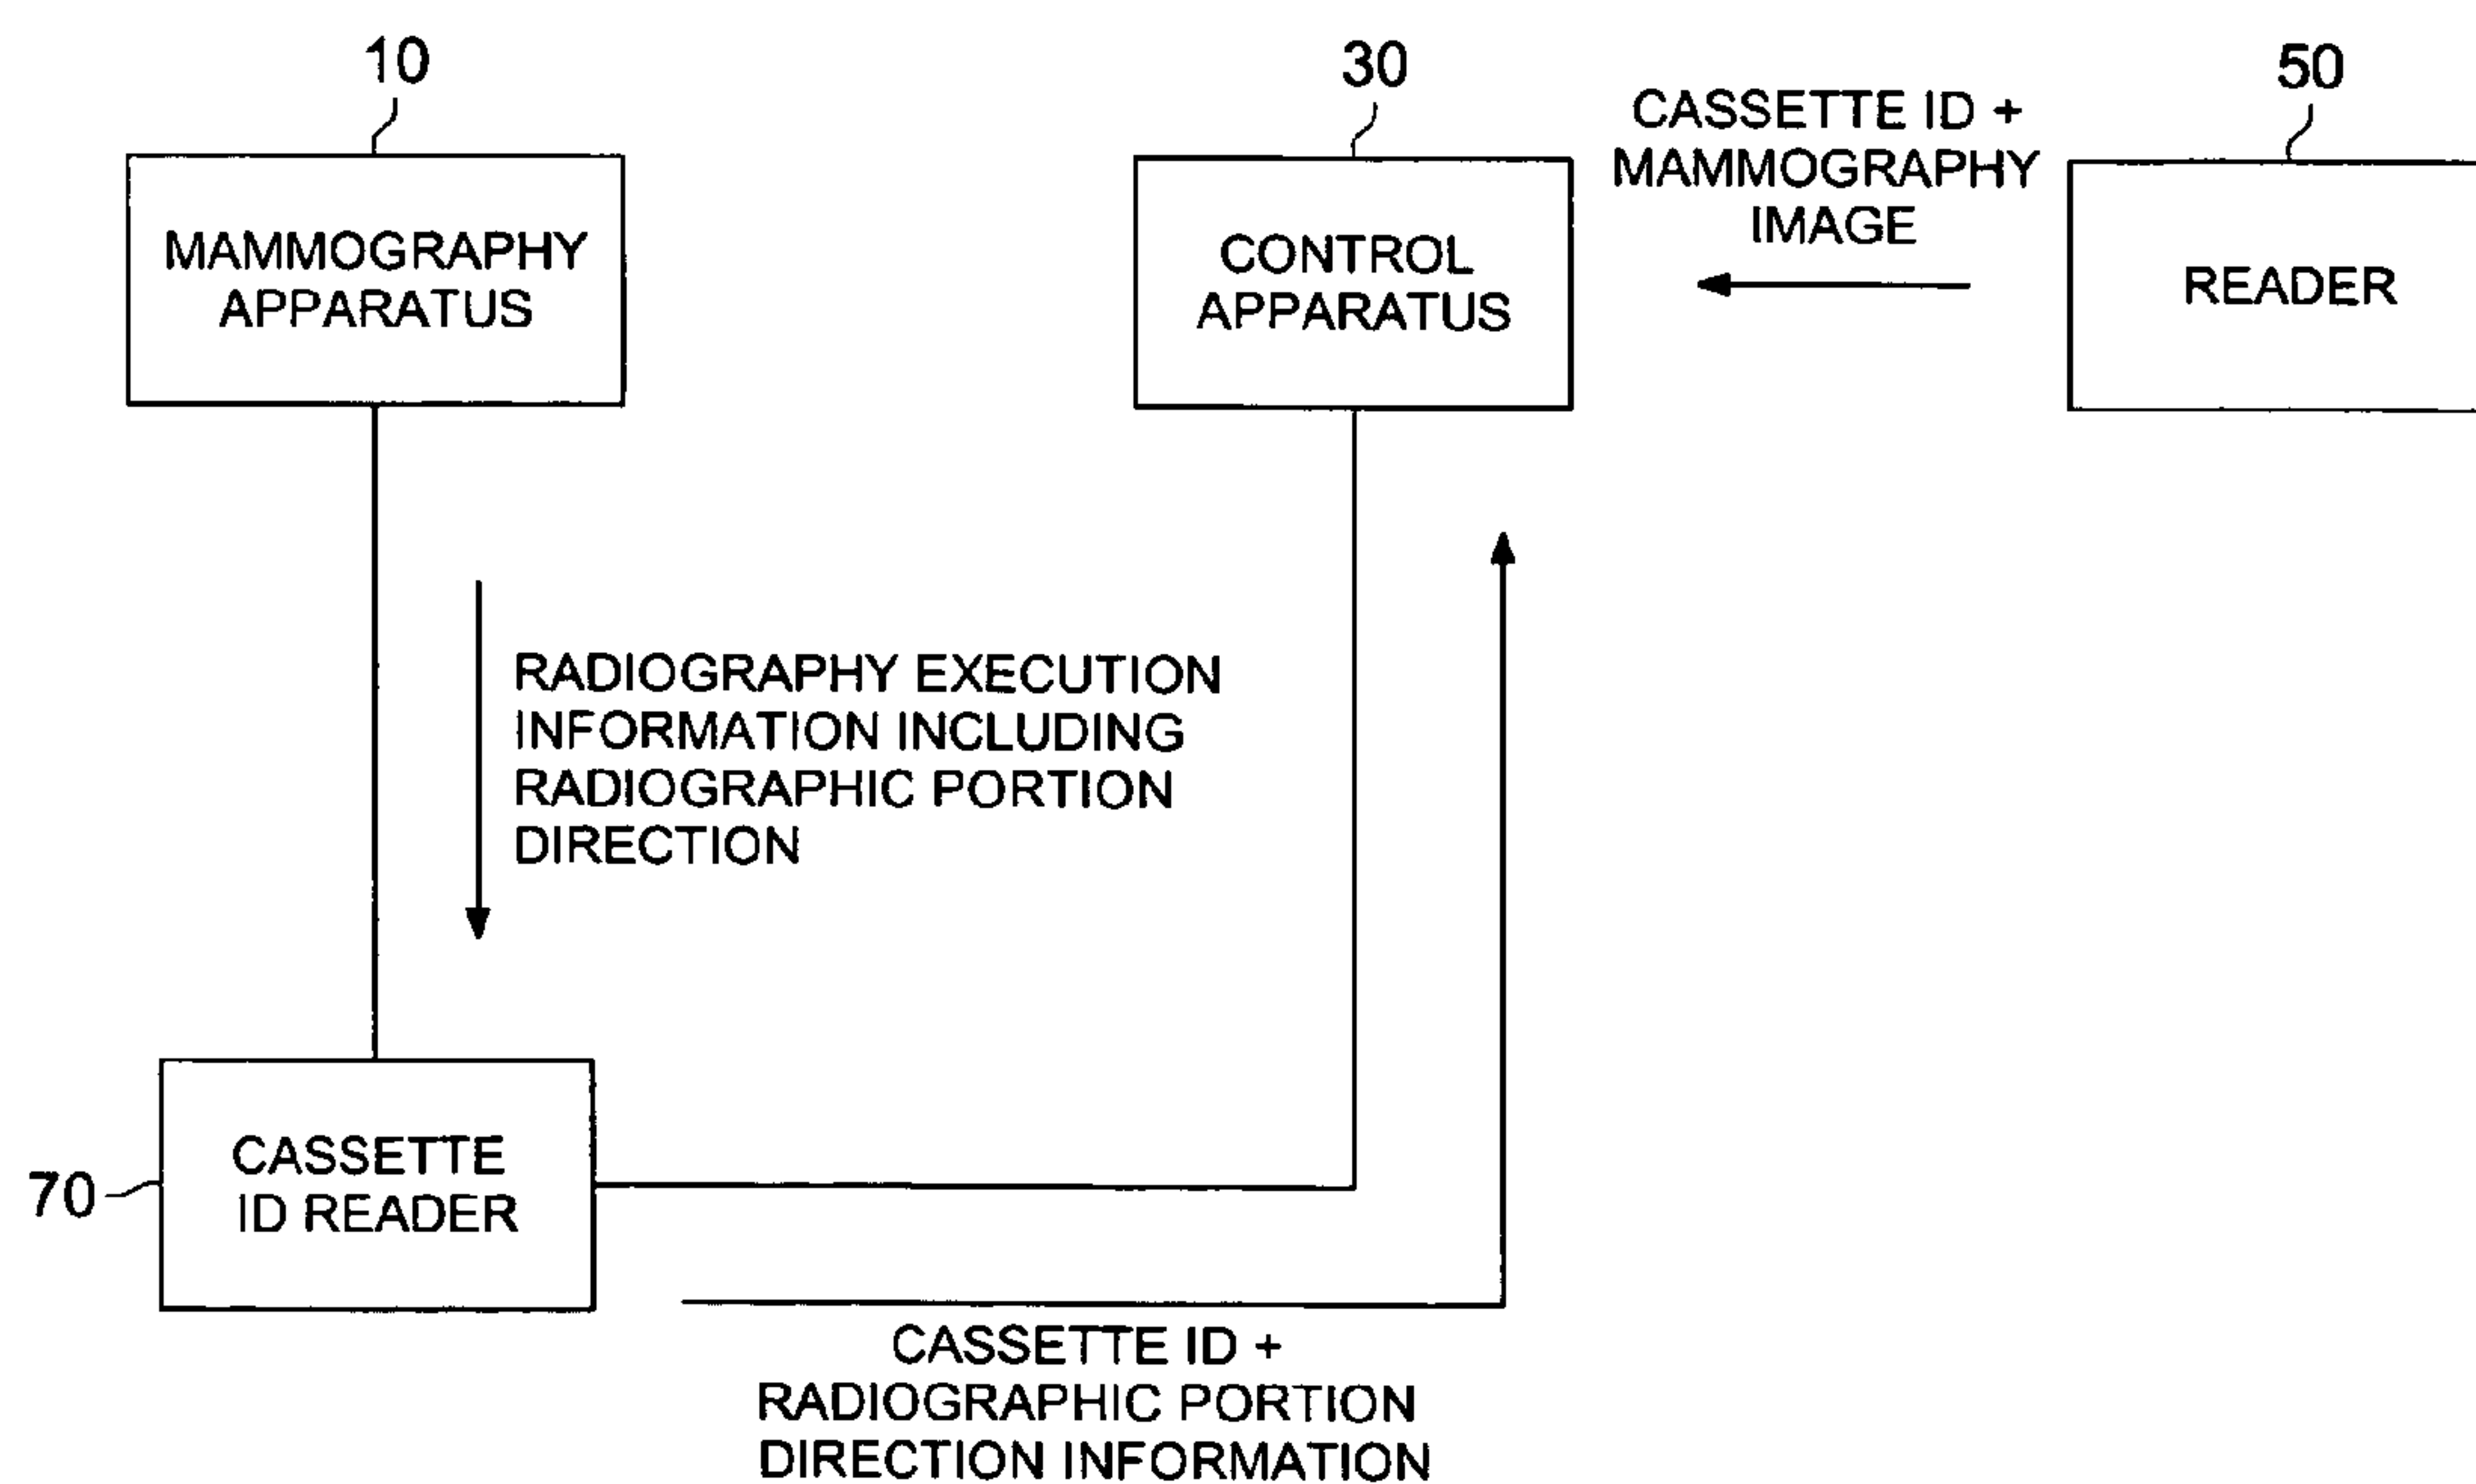 10
30
50
CASSETTE ID +
MAMMOGRAPHY
IMAGE
MAMMOGRAPHY
APPARATUS
CONTROL
APPARATUS
READER
RADIOGRAPHY EXECUTION
INFORMATION INCLUDING
RADIOGRAPHIC PORTION
DIRECTION
70
CASSETTE
ID READER
CASSETTE ID +
RADIOGRAPHIC PORTION
DIRECTION INFORMATION